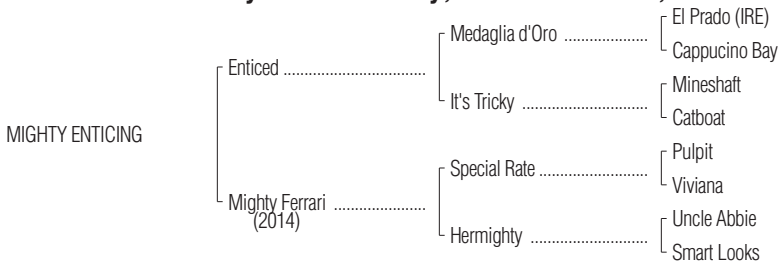 El Prado (IRE)
Medaglia d'Oro ....................
Cappucino Bay
Enticed ..................................
Mineshaft
It's Tricky ..............................
Catboat
MIGHTY ENTICING
Pulpit
Special Rate ..........................
Viviana
Mighty Ferrari ......................
(2014)
Uncle Abbie
Hermighty ............................
Smart Looks